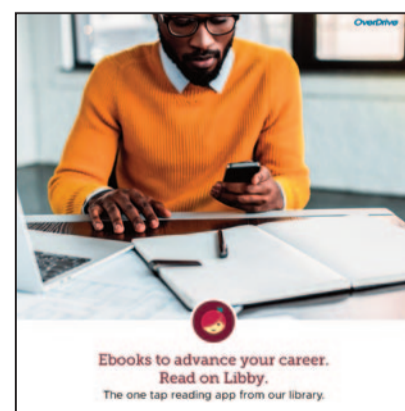 OverDrive
Ebooks to advance your career.
Read on Libby.
The one tap reading app from our library.